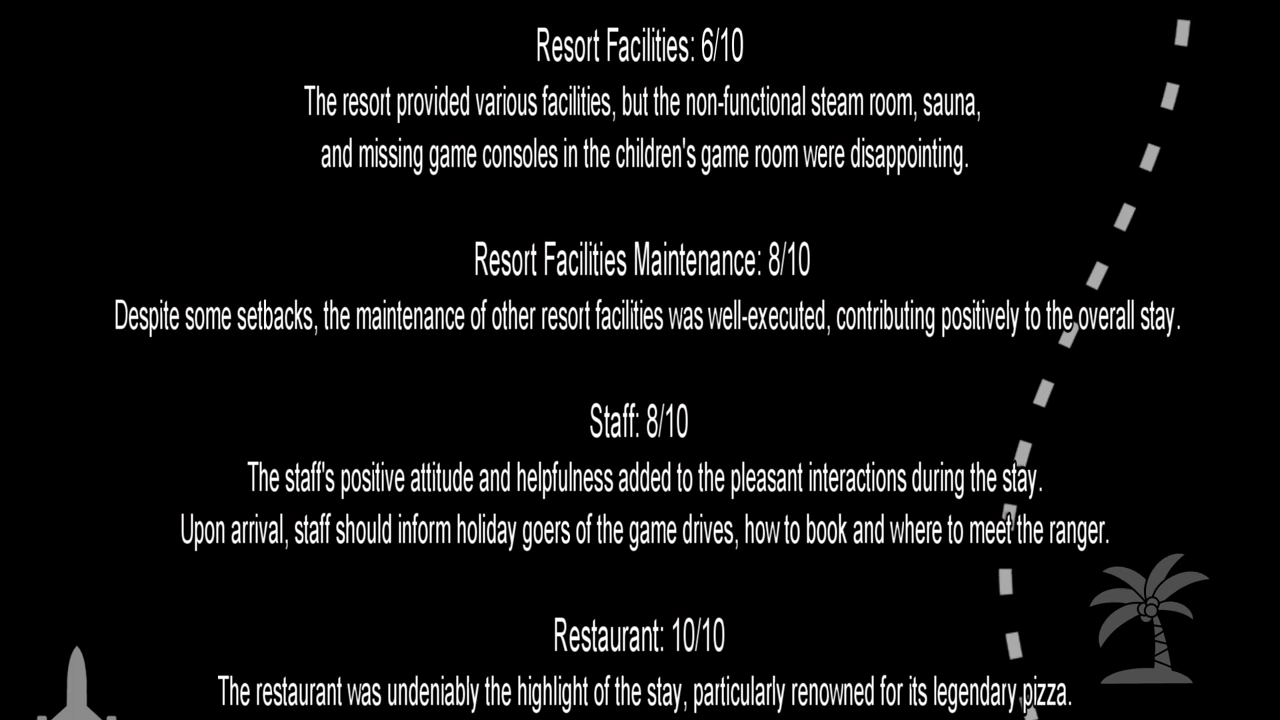 Resort Facilities: 6/10
The resort provided various facilities, but the non-functional steam room, sauna,
and missing game consoles in the children's game room were disappointing.
Resort Facilities Maintenance: 8/10
Despite some setbacks, the maintenance of other resort facilities was well-executed, contributing positively to the overall stay.
Staff: 8/10
The staff's positive attitude and helpfulness added to the pleasant interactions during the stay.
Upon arrival, staff should inform holiday goers of the game drives, how to book and where to meet the ranger.
Restaurant: 10/10
The restaurant was undeniably the highlight of the stay, particularly renowned for its legendary pizza.